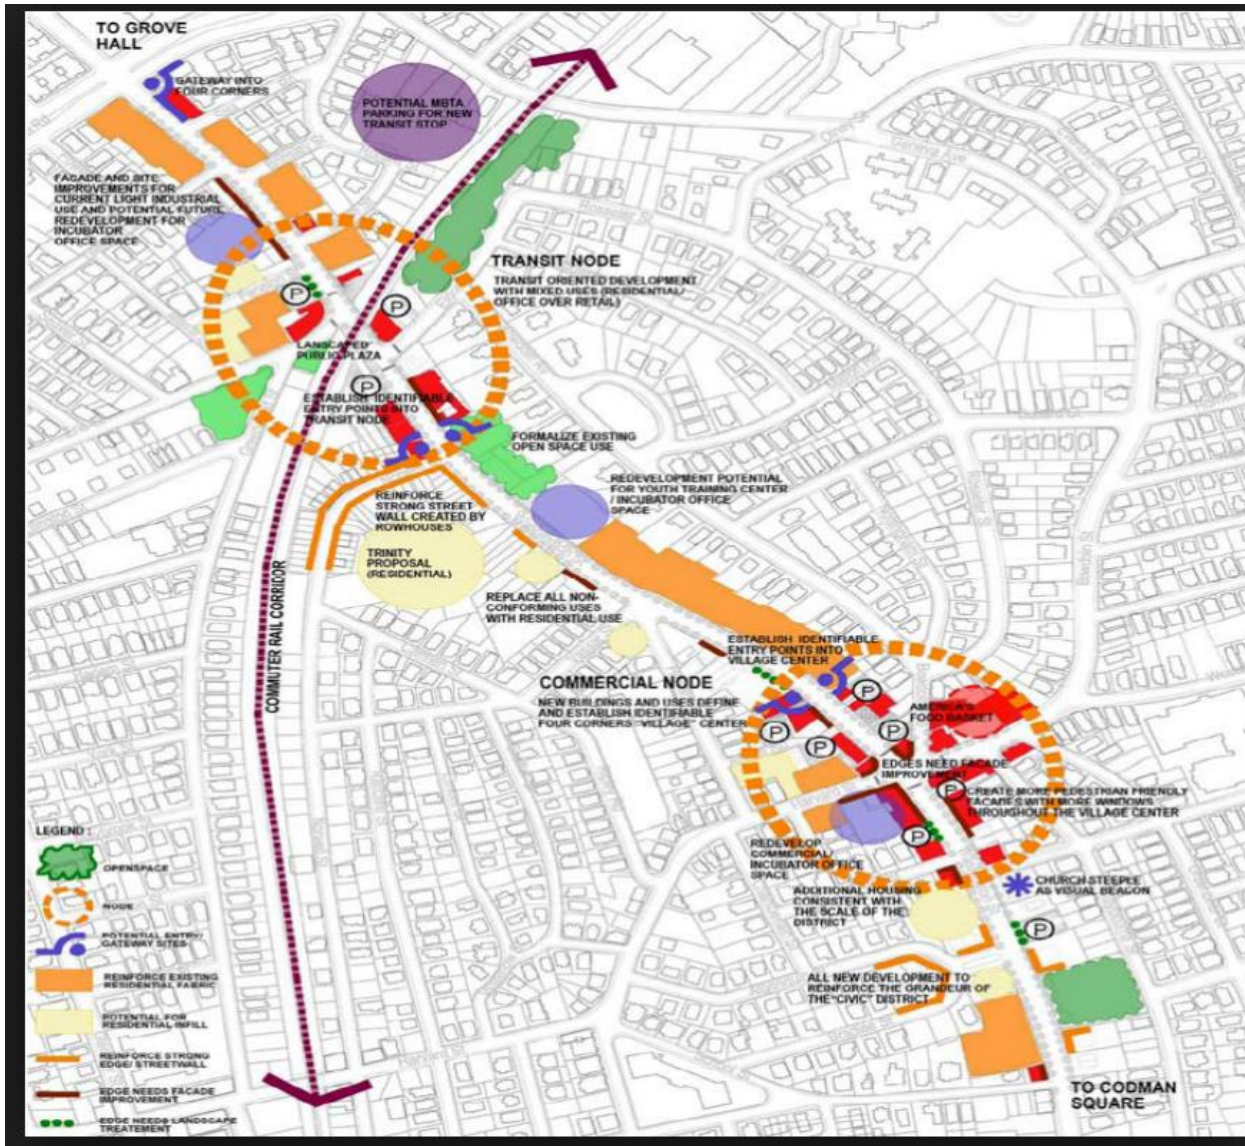 TO GROVE
HALL
GATEWAY INTO
FOUR CORNERS
POTENTIAL MBTA
PARKING FOR NEW
TRANSIT STOP
FACADE AND SITE
IMPROVEMENTS FOR
CURRENT LIGHT INDUSTRIAL
USE AND POTENTIAL FUTURE
REDEVELOPMENT FOR
INCUBATOR
OFFICE SPACE
TRANSIT NODE
TRANSIT ORIENTED DEVELOPMENT
WITH MIXED USES (RESIDENTIAL/
OFFICE OVER RETAIL)
P
P
LANSCAPED
PUBLIC PLAZA
P
ESTABLISH IDENTIFIABLE
ENTRY POINTS INTO
TRANSIT NODE
FORMALIZE EXISTING
OPEN SPACE USE
REINFORCE
STRONG STREET
WALL CREATED BY
ROWHOUSES
REDEVELOPMENT POTENTIAL
FOR YOUTH TRAINING CENTER
/ INCUBATOR OFFICE
SPACE
TRINITY
PROPOSAL
(RESIDENTIAL)
REPLACE ALL NON-
CONFORMING USES
WITH RESIDENTIAL USE
COMMUTER RAIL CORRIDOR
ESTABLISH IDENTIFIABLE
ENTRY POINTS INTO
VILLAGE CENTER
COMMERCIAL NODE
NEW BUILDINGS AND USES DEFINE
AND ESTABLISH IDENTIFIABLE
FOUR CORNERS "VILLAGE" CENTER
P
AMERICA'S
FOOD BASKET
P
P
P
EDGES NEED FACADE
IMPROVEMENT
P
CREATE MORE PEDESTRIAN FRIENDLY
FACADES WITH MORE WINDOWS
THROUGHOUT THE VILLAGE CENTER
P
REDEVELOP
COMMERCIAL/
INCUBATOR OFFICE
SPACE
CHURCH STEEPLE
AS VISUAL BEACON
ADDITIONAL HOUSING
CONSISTENT WITH
THE SCALE OF THE
DISTRICT
P
ALL NEW DEVELOPMENT TO
REINFORCE THE GRANDEUR OF
THE "CIVIC" DISTRICT
TO CODMAN
SQUARE
LEGEND :
OPENSPACE
NODE
POTENTIAL ENTRY/
GATEWAY SITES
REINFORCE EXISTING
RESIDENTIAL FABRIC
POTENTIAL FOR
RESIDENTIAL INFILL
REINFORCE STRONG
EDGE/ STREETWALL
EDGE NEEDS FACADE
IMPROVEMENT
EDGE NEEDS LANDSCAPE
TREATEMENT